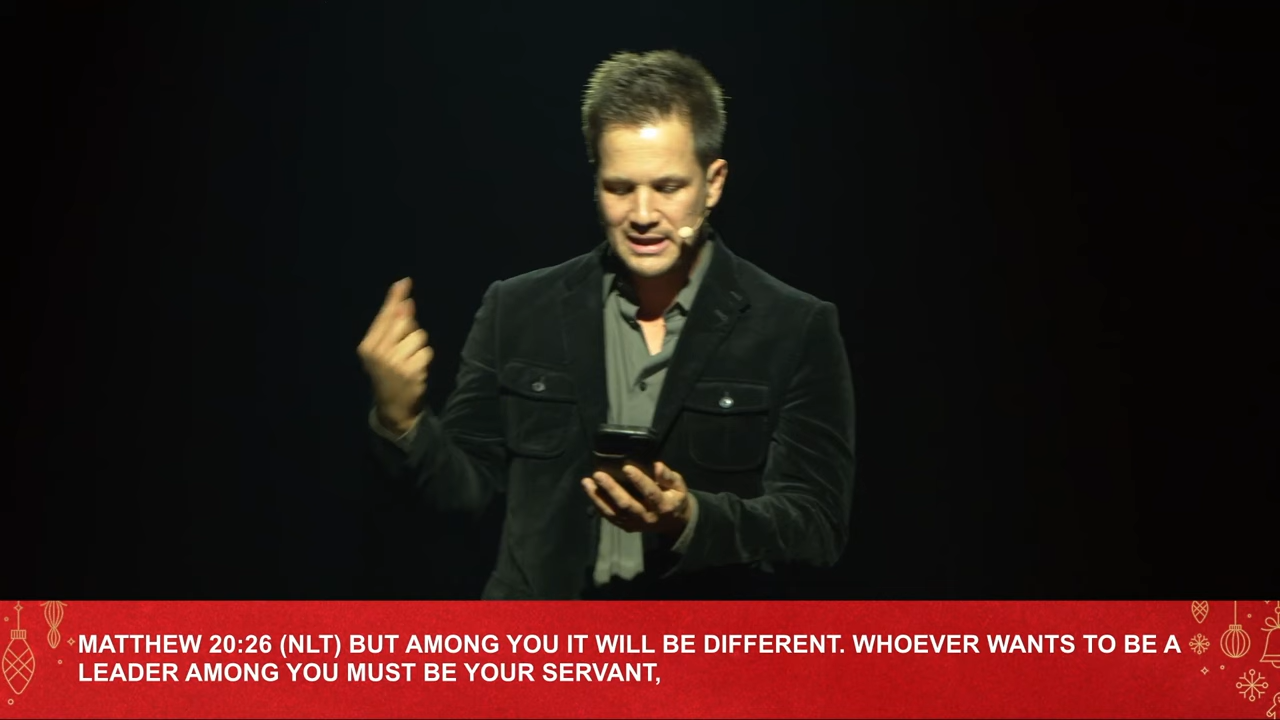 MATTHEW 20:26 (NLT) BUT AMONG YOU IT WILL BE DIFFERENT. WHOEVER WANTS TO BE A
LEADER AMONG YOU MUST BE YOUR SERVANT,